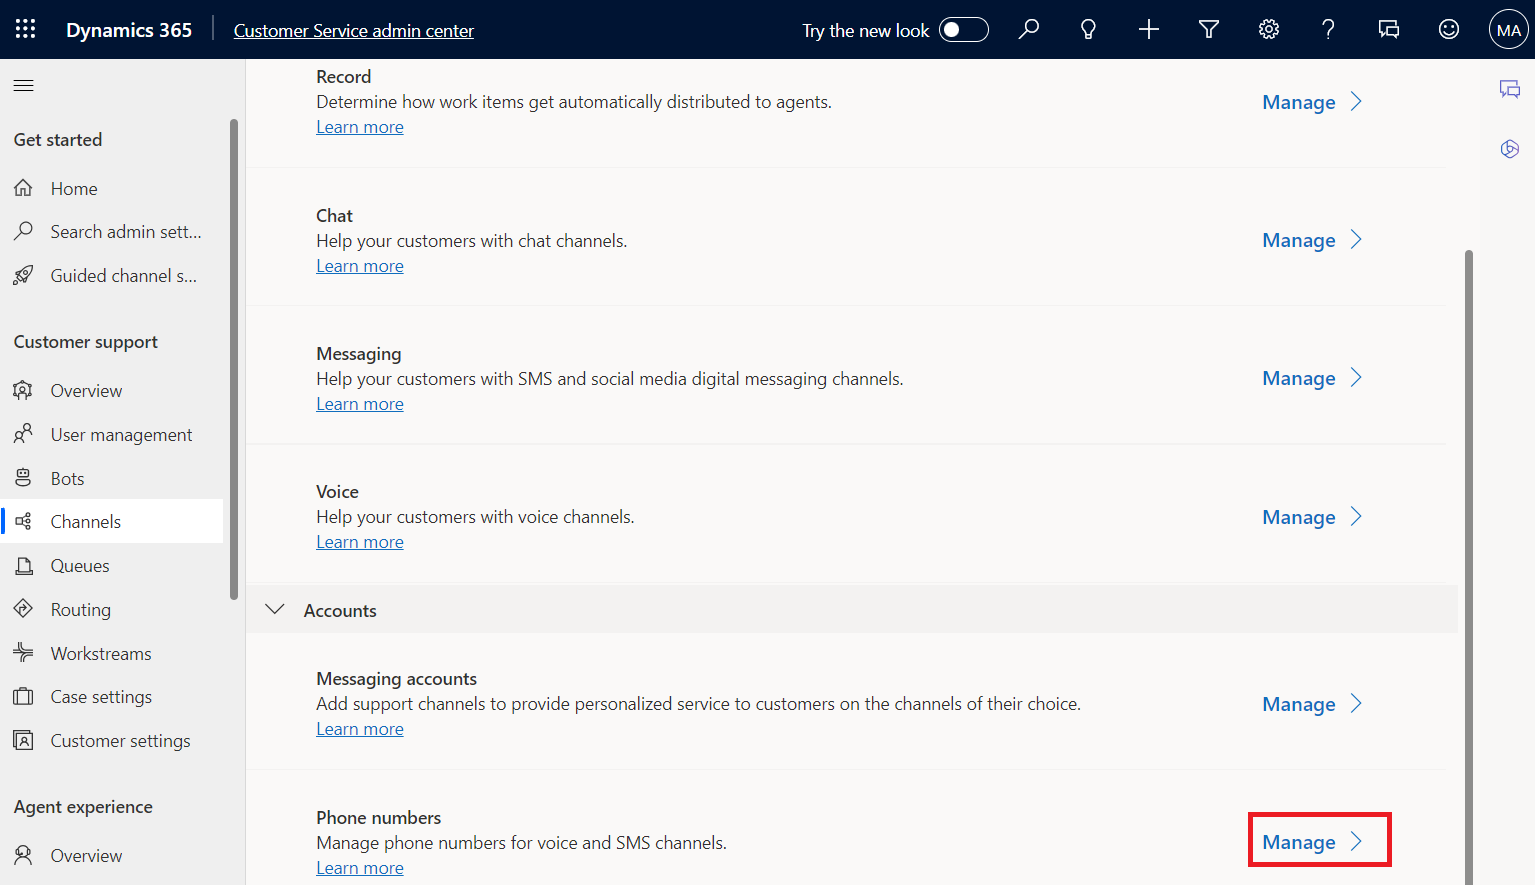 Dynamics 365
Customer Service admin center
Try the new look
MA
Get started
Home
Search admin sett...
Guided channel s...
Customer support
Overview
User management
Bots
Channels
Queues
Routing
Workstreams
Case settings
Customer settings
Agent experience
Overview
Record
Determine how work items get automatically distributed to agents.
Learn more
Manage
Chat
Help your customers with chat channels.
Learn more
Manage
Messaging
Help your customers with SMS and social media digital messaging channels.
Learn more
Manage
Voice
Help your customers with voice channels.
Learn more
Manage
Accounts
Messaging accounts
Add support channels to provide personalized service to customers on the channels of their choice.
Learn more
Manage
Phone numbers
Manage phone numbers for voice and SMS channels.
Learn more
Manage